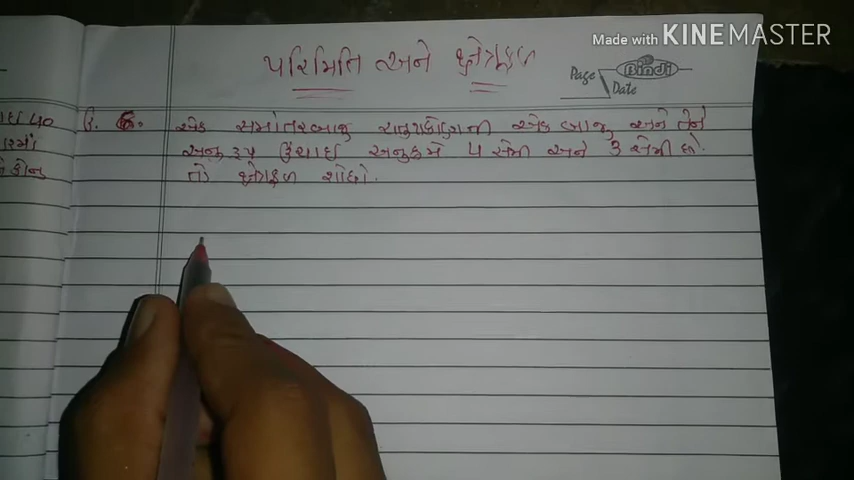 Made with KINEMASTER
પરિમિતિ અને ક્ષેત્રફળ
Page
Bindi
Date
ઉ. 6. એક સમાંતરબાજુ ચતુષ્કોણની એક બાજુ અને તેને
અનુરૂપ ઉંચાઈ અનુક્રમે 4 સેમી અને 3 સેમી છે.
તો ક્ષેત્રફળ શોધો.